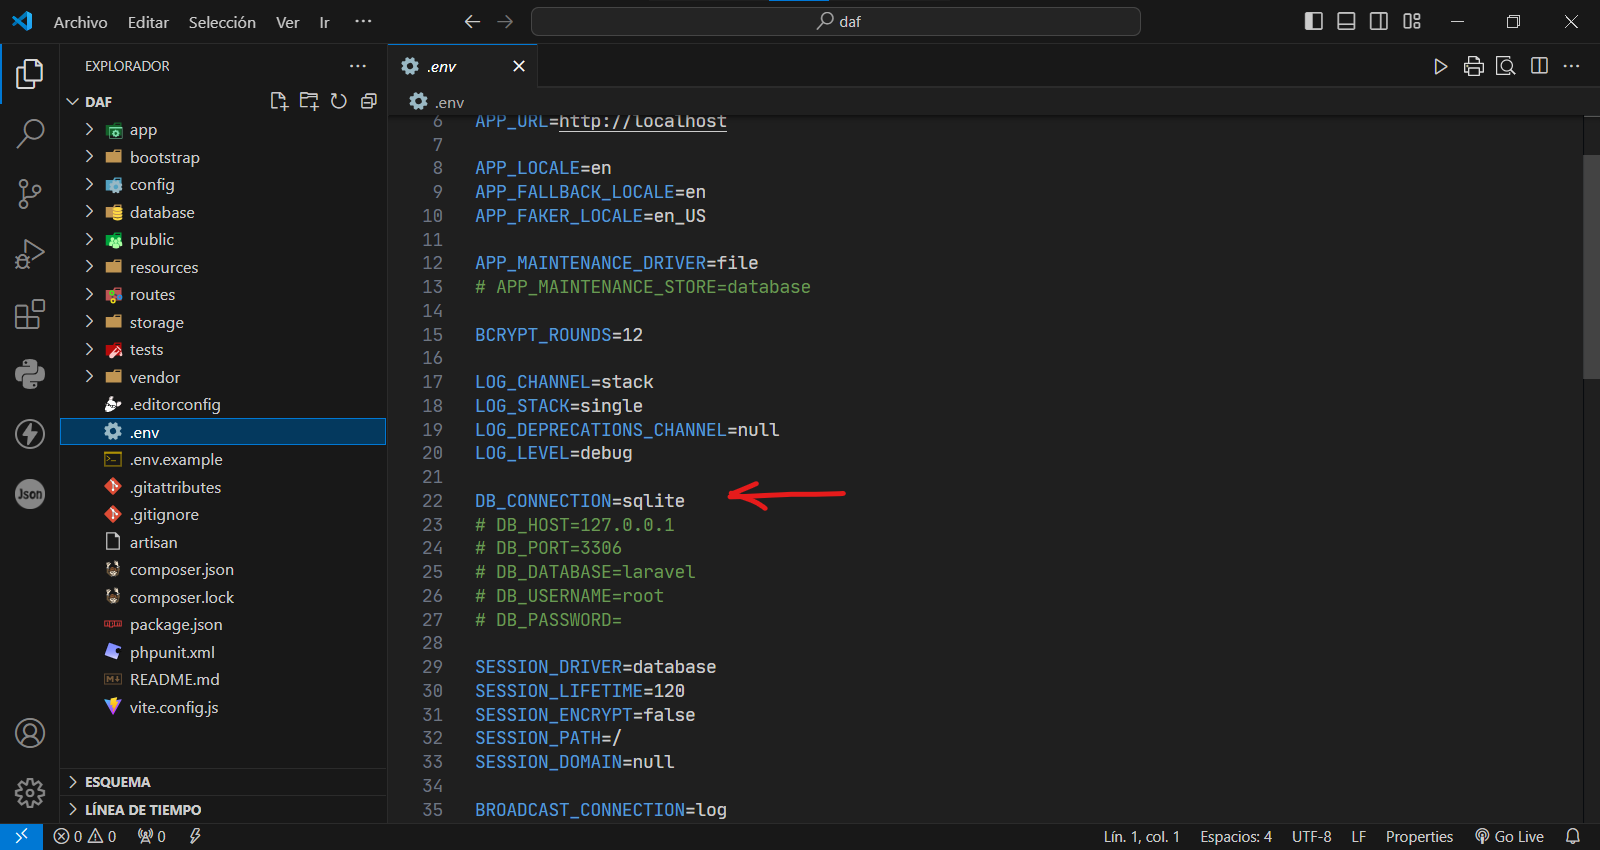 Archivo Editar Selección Ver Ir ···
daf
EXPLORADOR ···
DAF
app
bootstrap
config
database
public
resources
routes
storage
tests
vendor
.editorconfig
.env
.env.example
.gitattributes
.gitignore
artisan
composer.json
composer.lock
package.json
phpunit.xml
README.md
vite.config.js
ESQUEMA
LÍNEA DE TIEMPO
Json
.env
.env
6 APP_URL=http://localhost
7
8 APP_LOCALE=en
9 APP_FALLBACK_LOCALE=en
10 APP_FAKER_LOCALE=en_US
11
12 APP_MAINTENANCE_DRIVER=file
13 # APP_MAINTENANCE_STORE=database
14
15 BCRYPT_ROUNDS=12
16
17 LOG_CHANNEL=stack
18 LOG_STACK=single
19 LOG_DEPRECATIONS_CHANNEL=null
20 LOG_LEVEL=debug
21
22 DB_CONNECTION=sqlite
23 # DB_HOST=127.0.0.1
24 # DB_PORT=3306
25 # DB_DATABASE=laravel
26 # DB_USERNAME=root
27 # DB_PASSWORD=
28
29 SESSION_DRIVER=database
30 SESSION_LIFETIME=120
31 SESSION_ENCRYPT=false
32 SESSION_PATH=/
33 SESSION_DOMAIN=null
34
35 BROADCAST_CONNECTION=log
0 0 0 Lín. 1, col. 1 Espacios: 4 UTF-8 LF Properties Go Live